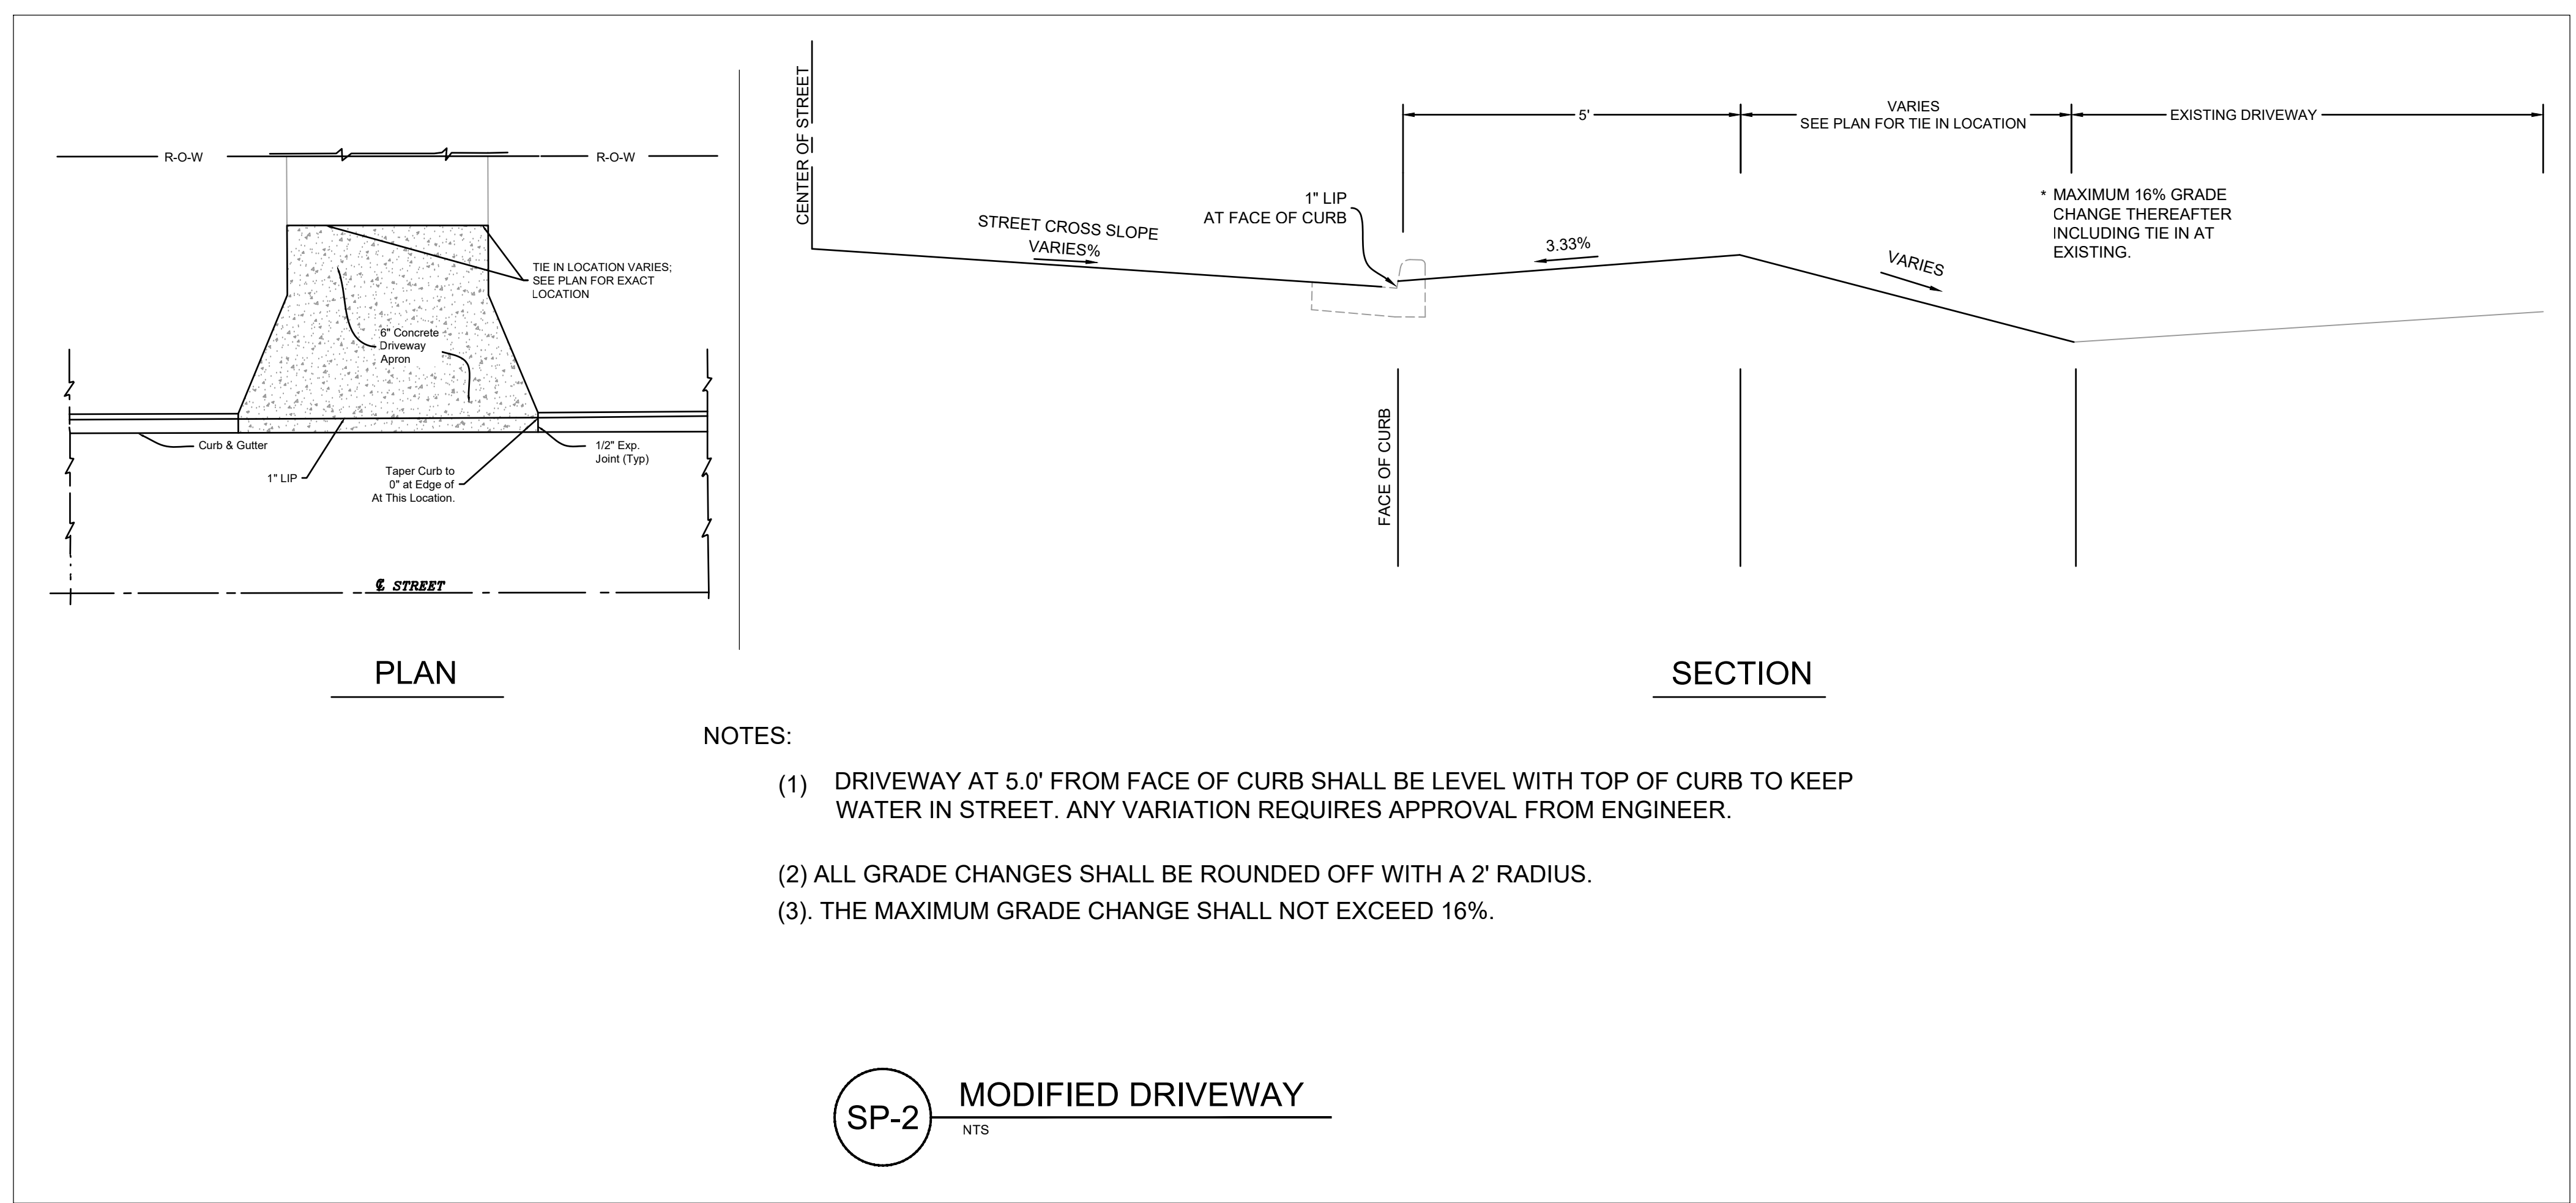 R-O-W
R-O-W
TIE IN LOCATION VARIES;
SEE PLAN FOR EXACT
LOCATION
6" Concrete
Driveway
Apron
Curb & Gutter
1" LIP
Taper Curb to
0" at Edge of
At This Location.
1/2" Exp.
Joint (Typ)
℄ STREET
PLAN
CENTER OF STREET
STREET CROSS SLOPE
VARIES%
1" LIP
AT FACE OF CURB
5'
VARIES
SEE PLAN FOR TIE IN LOCATION
EXISTING DRIVEWAY
3.33%
VARIES
* MAXIMUM 16% GRADE
CHANGE THEREAFTER
INCLUDING TIE IN AT
EXISTING.
FACE OF CURB
SECTION
NOTES:
(1) DRIVEWAY AT 5.0' FROM FACE OF CURB SHALL BE LEVEL WITH TOP OF CURB TO KEEP
WATER IN STREET. ANY VARIATION REQUIRES APPROVAL FROM ENGINEER.
(2) ALL GRADE CHANGES SHALL BE ROUNDED OFF WITH A 2' RADIUS.
(3). THE MAXIMUM GRADE CHANGE SHALL NOT EXCEED 16%.
SP-2
MODIFIED DRIVEWAY
NTS